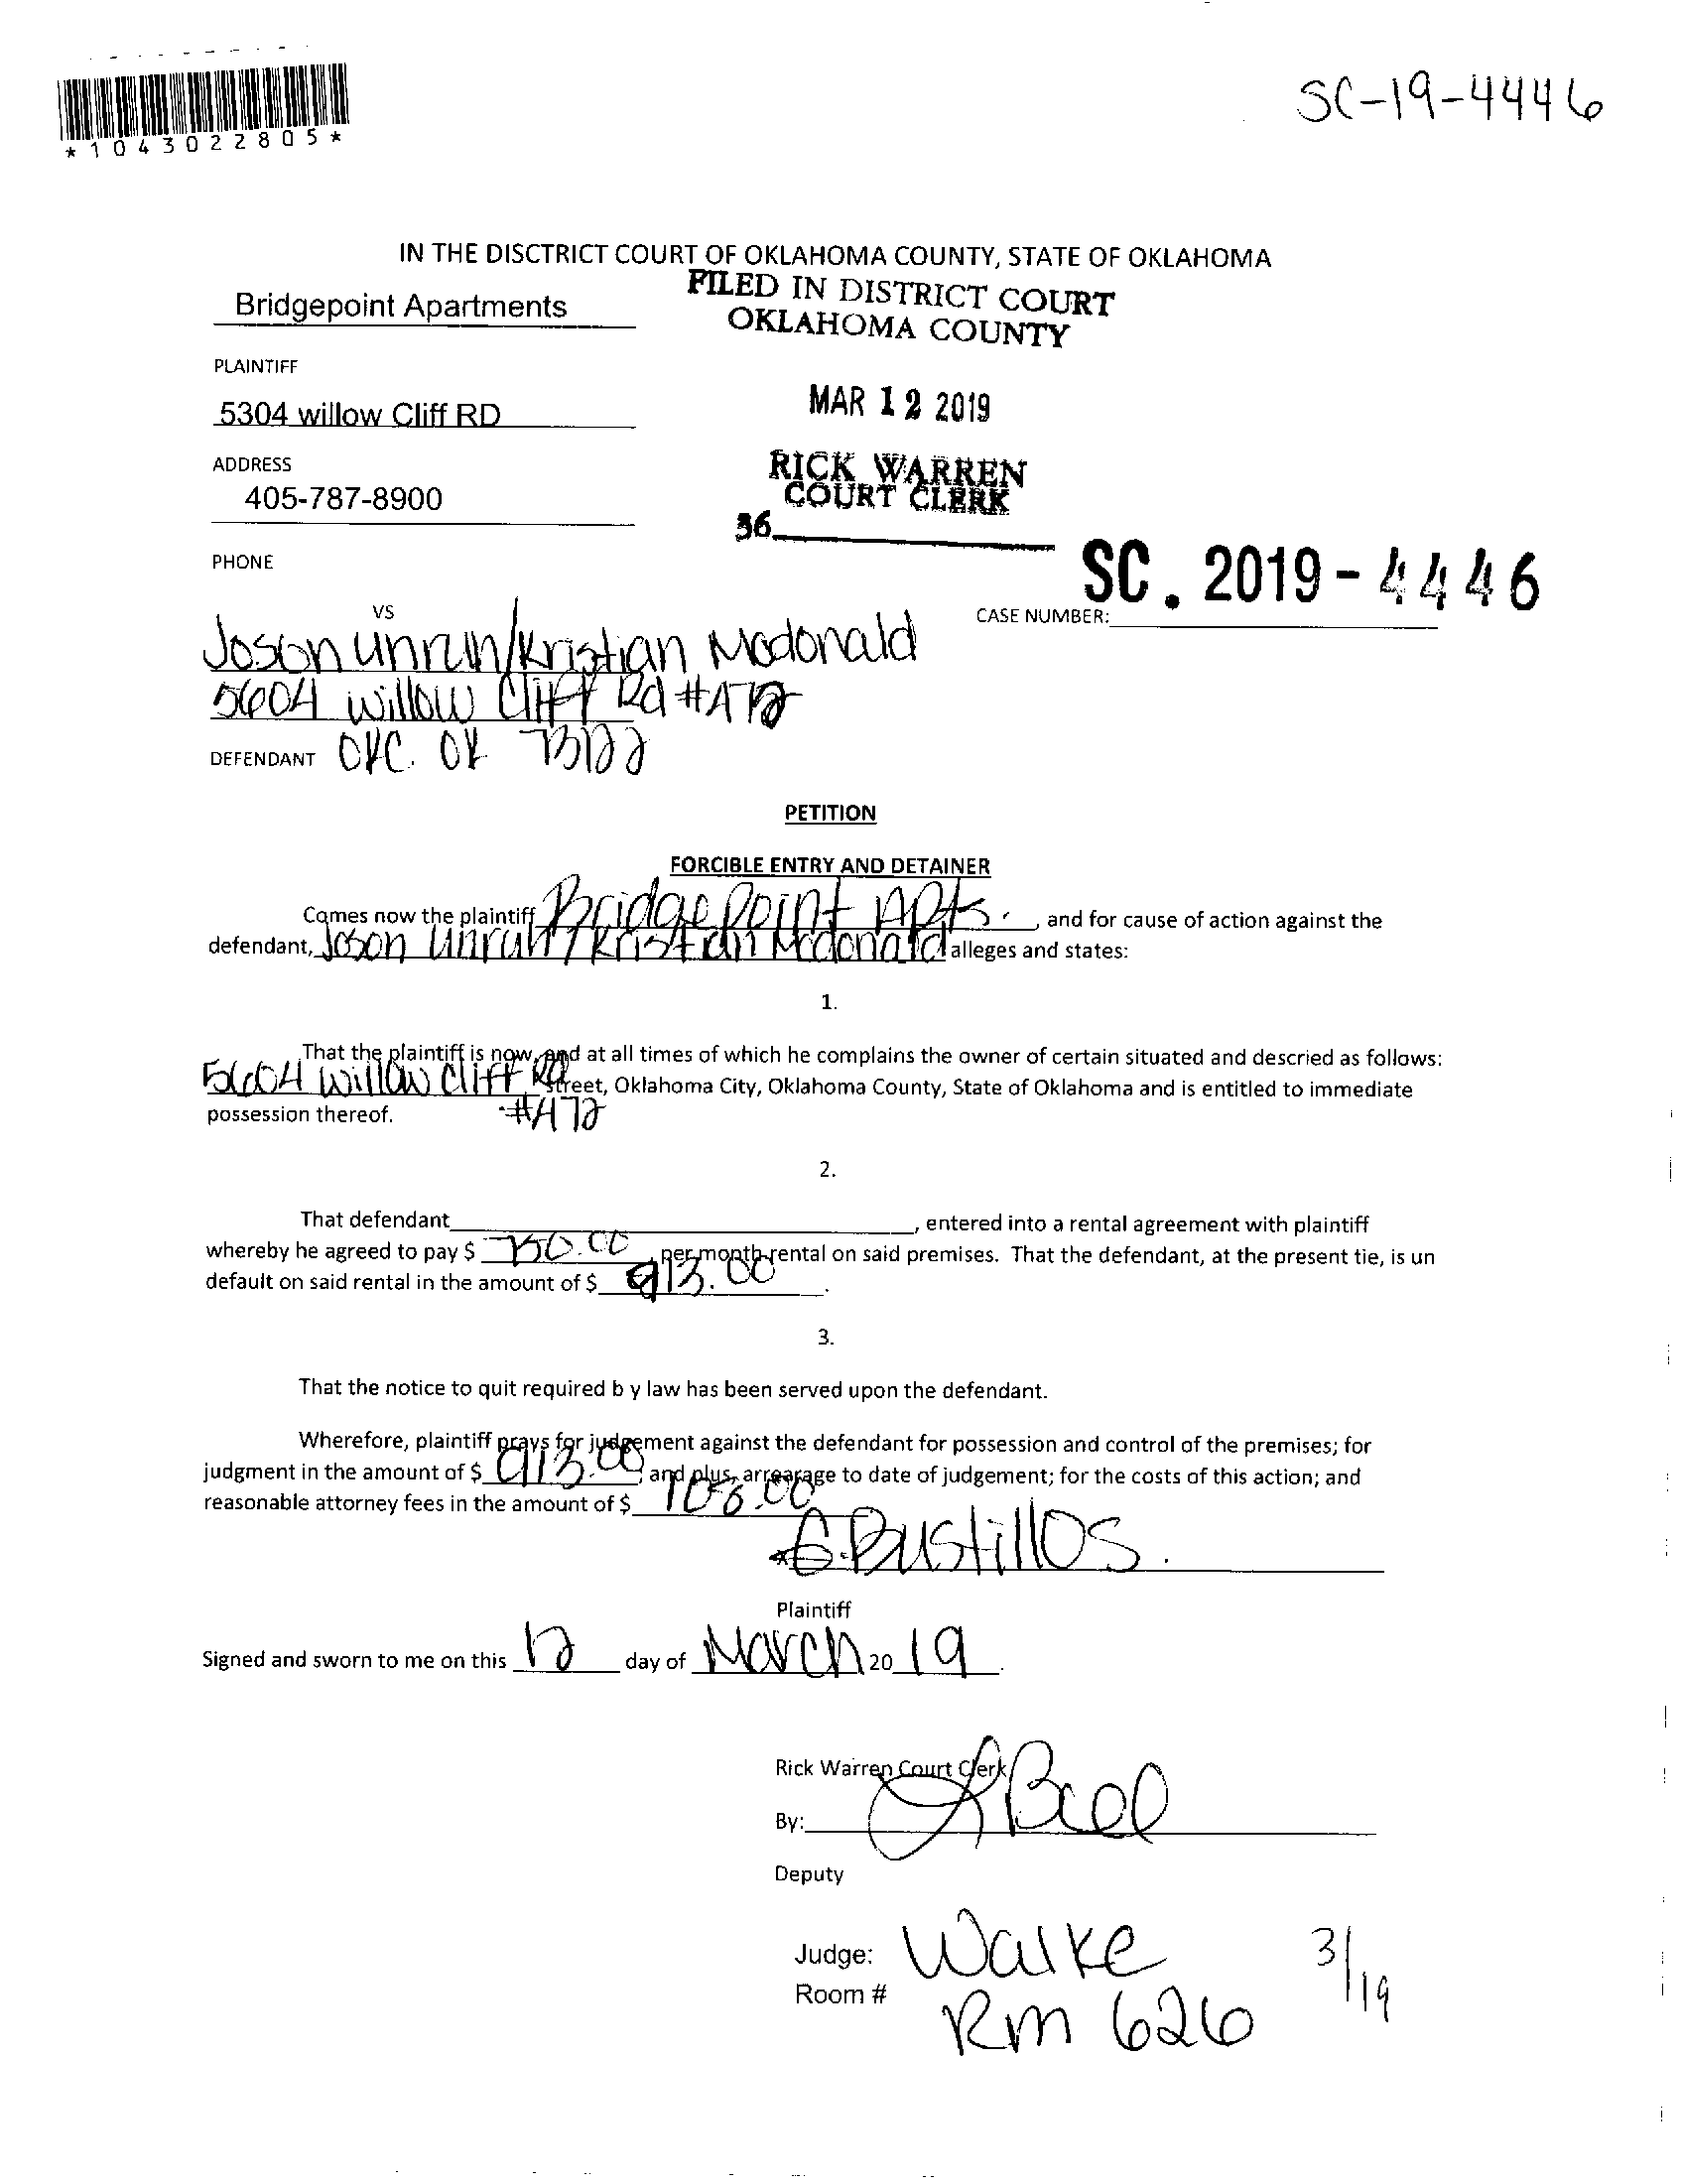 *1043022805*
SC-19-4446
IN THE DISCTRICT COURT OF OKLAHOMA COUNTY, STATE OF OKLAHOMA
FILED IN DISTRICT COURT
OKLAHOMA COUNTY
Bridgepoint Apartments
PLAINTIFF
MAR 12 2019
5304 willow Cliff RD
ADDRESS
RICK WARREN
COURT CLERK
405-787-8900
36
PHONE
SC. 2019-4446
CASE NUMBER:
VS
Joson unruh/Kristian Mcdonald
5604 Willow Cliff Rd #A72
DEFENDANT OKC. OK 73122
PETITION
FORCIBLE ENTRY AND DETAINER
Comes now the plaintiff Bridge Point Apts. , and for cause of action against the
defendant, Joson Unruh / Kristian Mcdonald alleges and states:
1.
That the plaintiff is now, and at all times of which he complains the owner of certain situated and descried as follows:
5604 Willow Cliff Rd Street, Oklahoma City, Oklahoma County, State of Oklahoma and is entitled to immediate
possession thereof. #A72
2.
That defendant , entered into a rental agreement with plaintiff
whereby he agreed to pay $ 750.00 , per month rental on said premises. That the defendant, at the present tie, is un
default on said rental in the amount of $ 913.00 .
3.
That the notice to quit required b y law has been served upon the defendant.
Wherefore, plaintiff prays for judgement against the defendant for possession and control of the premises; for
judgment in the amount of $ 913.00 ; and plus, arrearage to date of judgement; for the costs of this action; and
reasonable attorney fees in the amount of $ 108.00
G.Bustillos.
Plaintiff
Signed and sworn to me on this 12 day of March 20 19 .
Rick Warren Court Clerk
By:
Deputy
Judge: Walke 3/19
Room # Rm 626